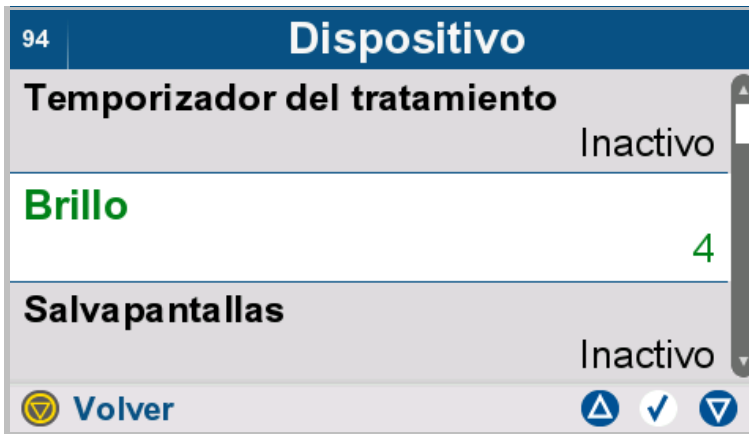 94
Dispositivo
Temporizador del tratamiento
Inactivo
Brillo
4
Salvapantallas
Inactivo
Volver